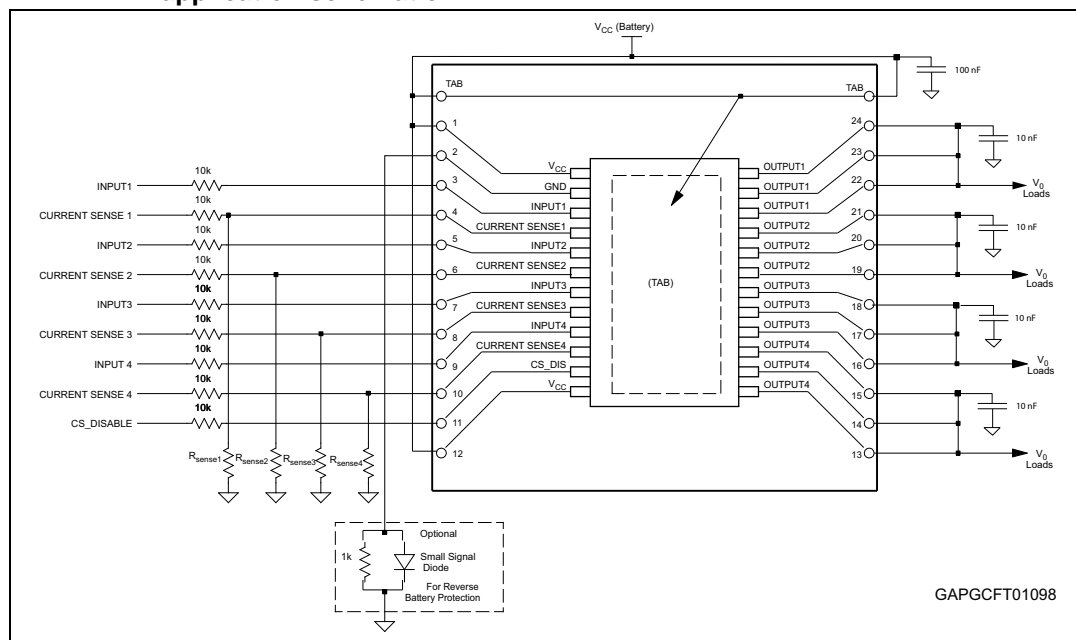 V_CC (Battery)
100 nF
TAB
TAB
1
2
3
4
5
6
7
8
9
10
11
12
24
23
22
21
20
19
18
17
16
15
14
13
V_CC
GND
INPUT1
CURRENT SENSE1
INPUT2
CURRENT SENSE2
INPUT3
CURRENT SENSE3
INPUT4
CURRENT SENSE4
CS_DIS
V_CC
(TAB)
OUTPUT1
OUTPUT1
OUTPUT1
OUTPUT2
OUTPUT2
OUTPUT2
OUTPUT3
OUTPUT3
OUTPUT3
OUTPUT4
OUTPUT4
OUTPUT4
10k
INPUT1
10k
CURRENT SENSE 1
10k
INPUT2
10k
CURRENT SENSE 2
10k
INPUT3
10k
CURRENT SENSE 3
10k
INPUT 4
10k
CURRENT SENSE 4
10k
CS_DISABLE
R_sense1
R_sense2
R_sense3
R_sense4
10 nF
V_0
Loads
10 nF
V_0
Loads
10 nF
V_0
Loads
10 nF
V_0
Loads
Optional
1k
Small Signal
Diode
For Reverse
Battery Protection
GAPGCFT01098